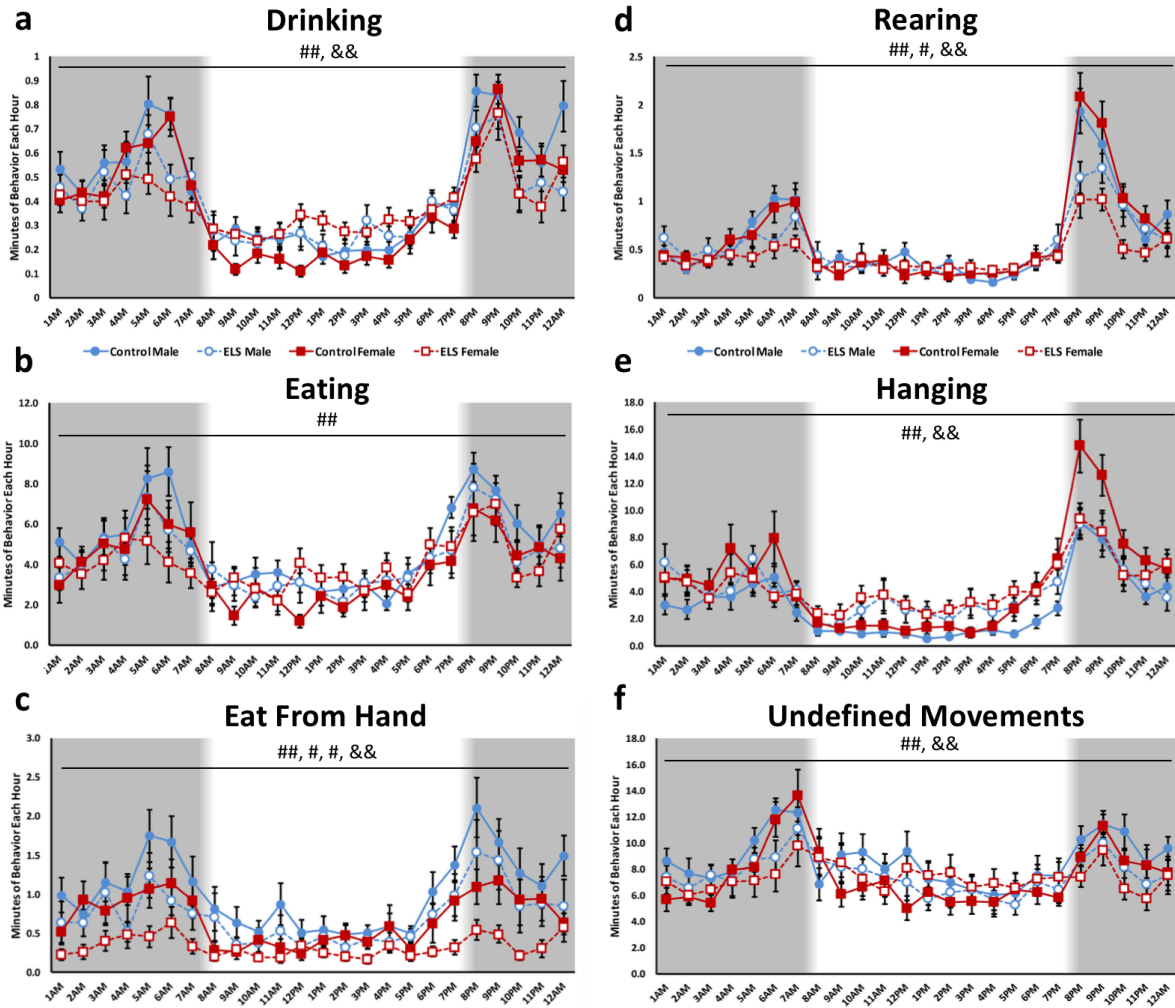 a
Drinking
##, &&
Minutes of Behavior Each Hour
1
0.9
0.8
0.7
0.6
0.5
0.4
0.3
0.2
0.1
0
1AM 2AM 3AM 4AM 5AM 6AM 7AM 8AM 9AM 10AM 11AM 12PM 1PM 2PM 3PM 4PM 5PM 6PM 7PM 8PM 9PM 10PM 11PM 12AM
Control Male ELS Male Control Female ELS Female
b
Eating
##
Minutes of Behavior Each Hour
12.0
10.0
8.0
6.0
4.0
2.0
0.0
1AM 2AM 3AM 4AM 5AM 6AM 7AM 8AM 9AM 10AM 11AM 12PM 1PM 2PM 3PM 4PM 5PM 6PM 7PM 8PM 9PM 10PM 11PM 12AM
c
Eat From Hand
##, #, #, &&
Minutes of Behavior Each Hour
3.0
2.5
2.0
1.5
1.0
0.5
0.0
1AM 2AM 3AM 4AM 5AM 6AM 7AM 8AM 9AM 10AM 11AM 12PM 1PM 2PM 3PM 4PM 5PM 6PM 7PM 8PM 9PM 10PM 11PM 12AM
d
Rearing
##, #, &&
Minutes of Behavior Each Hour
2.5
2
1.5
1
0.5
0
1AM 2AM 3AM 4AM 5AM 6AM 7AM 8AM 9AM 10AM 11AM 12PM 1PM 2PM 3PM 4PM 5PM 6PM 7PM 8PM 9PM 10PM 11PM 12AM
Control Male ELS Male Control Female ELS Female
e
Hanging
##, &&
Minutes of Behavior Each Hour
18.0
16.0
14.0
12.0
10.0
8.0
6.0
4.0
2.0
0.0
1AM 2AM 3AM 4AM 5AM 6AM 7AM 8AM 9AM 10AM 11AM 12PM 1PM 2PM 3PM 4PM 5PM 6PM 7PM 8PM 9PM 10PM 11PM 12AM
f
Undefined Movements
##, &&
Minutes of Behavior Each Hour
18.0
16.0
14.0
12.0
10.0
8.0
6.0
4.0
2.0
0.0
1AM 2AM 3AM 4AM 5AM 6AM 7AM 8AM 9AM 10AM 11AM 12PM 1PM 2PM 3PM 4PM 5PM 6PM 7PM 8PM 9PM 10PM 11PM 12AM